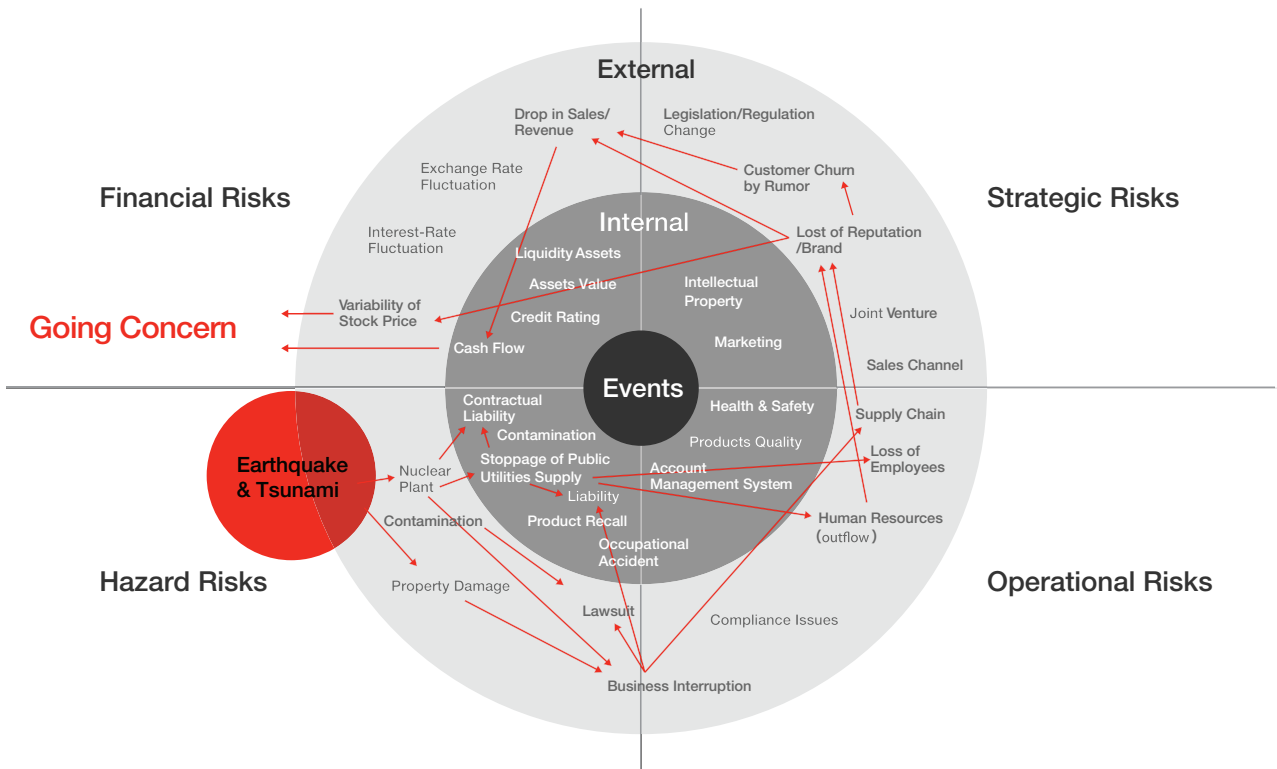 External
Drop in Sales/
Revenue
Legislation/Regulation
Change
Exchange Rate
Fluctuation
Customer Churn
by Rumor
Financial Risks
Strategic Risks
Interest-Rate
Fluctuation
Internal
Lost of Reputation
/Brand
Liquidity Assets
Assets Value
Intellectual
Property
Variability of
Stock Price
Credit Rating
Joint Venture
Going Concern
Cash Flow
Marketing
Sales Channel
Events
Contractual
Liability
Health & Safety
Supply Chain
Contamination
Products Quality
Earthquake
& Tsunami
Nuclear
Plant
Stoppage of Public
Utilities Supply
Account
Management System
Loss of
Employees
Liability
Contamination
Product Recall
Human Resources
(outflow)
Occupational
Accident
Hazard Risks
Property Damage
Operational Risks
Lawsuit
Compliance Issues
Business Interruption